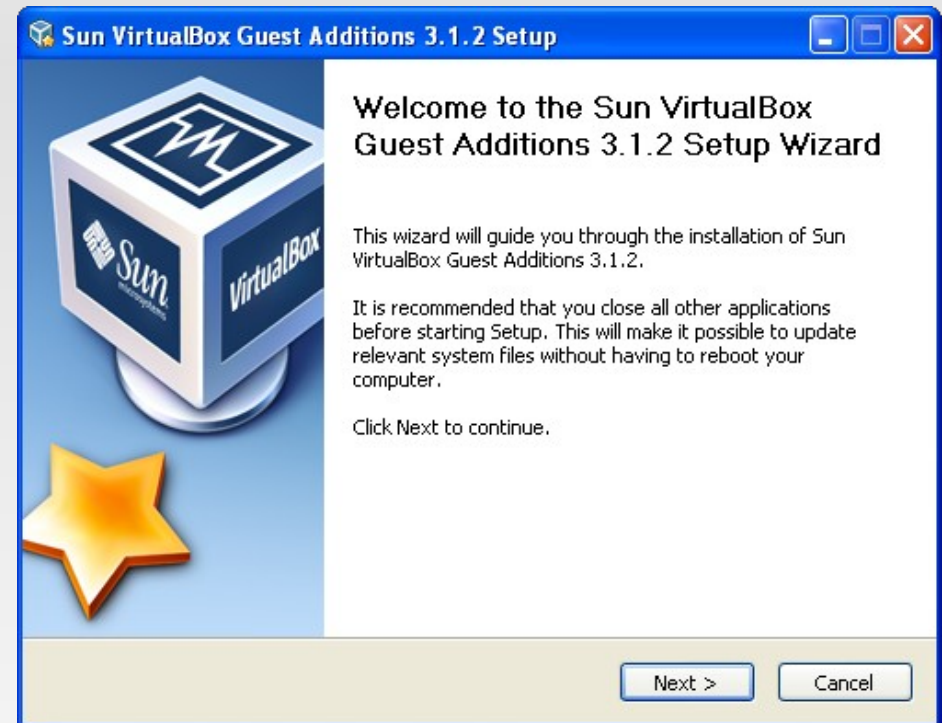 Sun VirtualBox Guest Additions 3.1.2 Setup
Welcome to the Sun VirtualBox
Guest Additions 3.1.2 Setup Wizard
This wizard will guide you through the installation of Sun
VirtualBox Guest Additions 3.1.2.
It is recommended that you close all other applications
before starting Setup. This will make it possible to update
relevant system files without having to reboot your
computer.
Click Next to continue.
Sun
microsystems
VirtualBox
Next >
Cancel